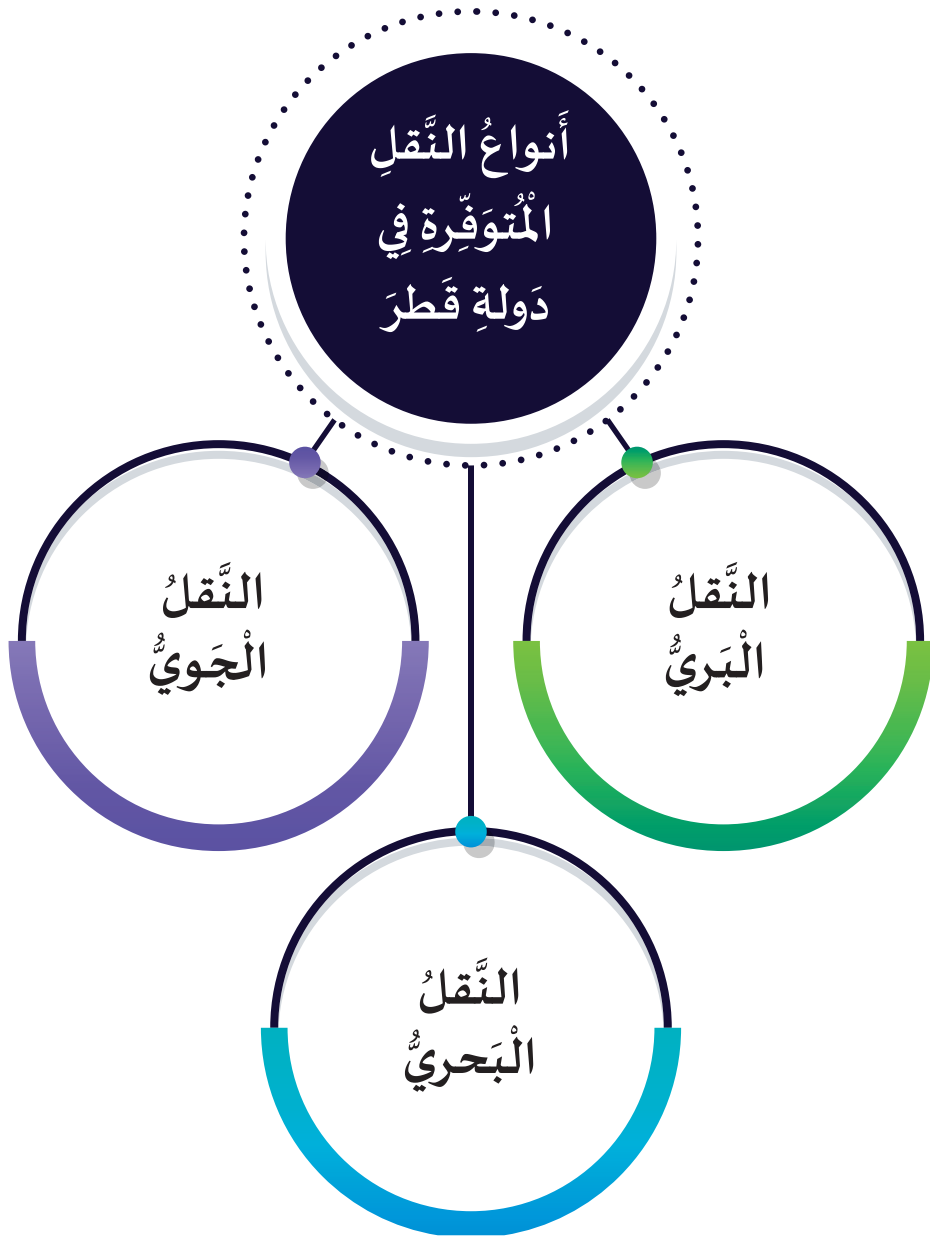 أَنواعُ النَّقلِ
الْمُتوَفِّرةِ فِي
دَولةِ قَطرَ
النَّقلُ
الْبَريُّ
النَّقلُ
الْجَويُّ
النَّقلُ
الْبَحريُّ